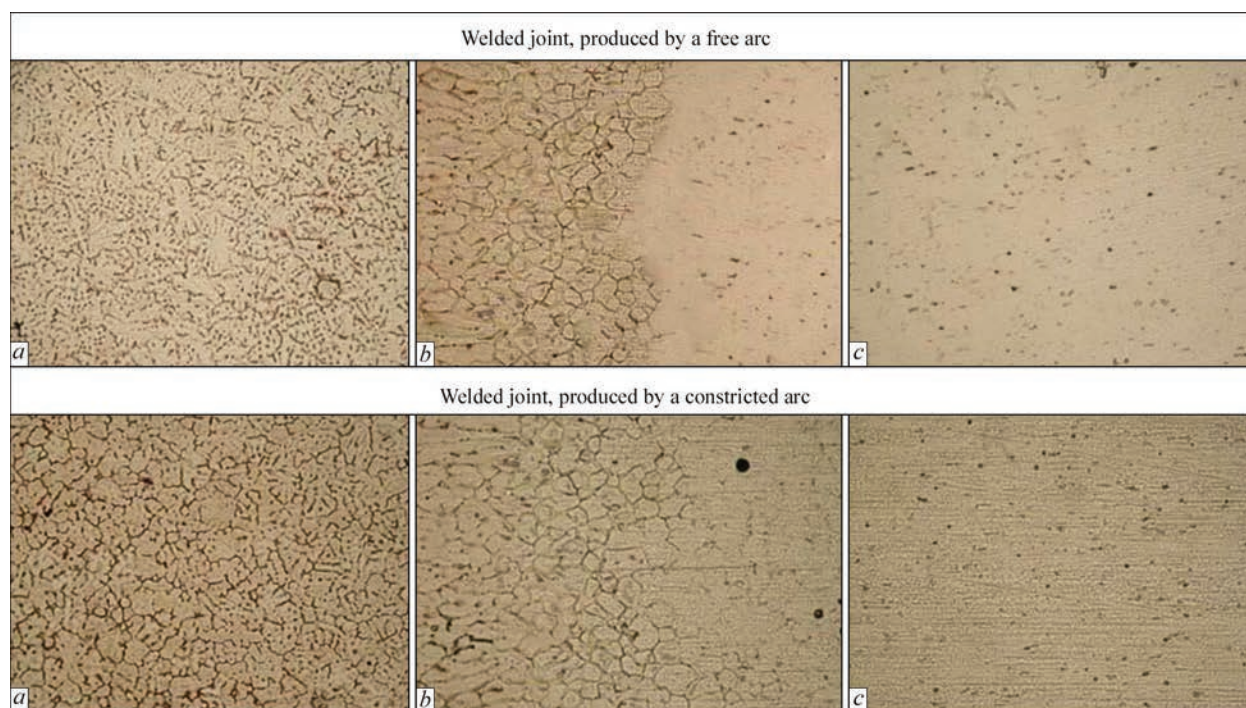 Welded joint, produced by a free arc
a b c
Welded joint, produced by a constricted arc
a b c